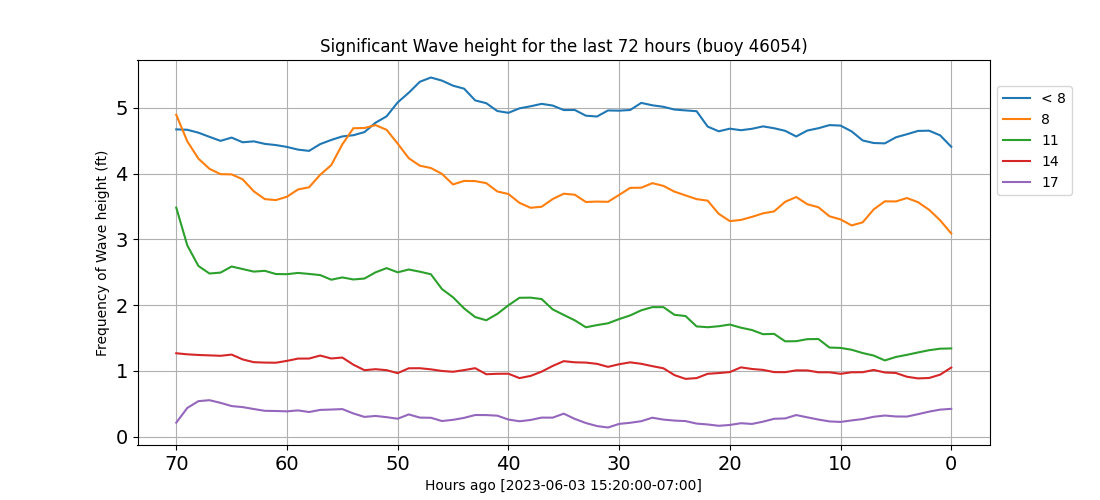 Significant Wave height for the last 72 hours (buoy 46054)
Frequency of Wave height (ft)
5
4
3
2
1
0
70 60 50 40 30 20 10 0
Hours ago [2023-06-03 15:20:00-07:00]
< 8
8
11
14
17